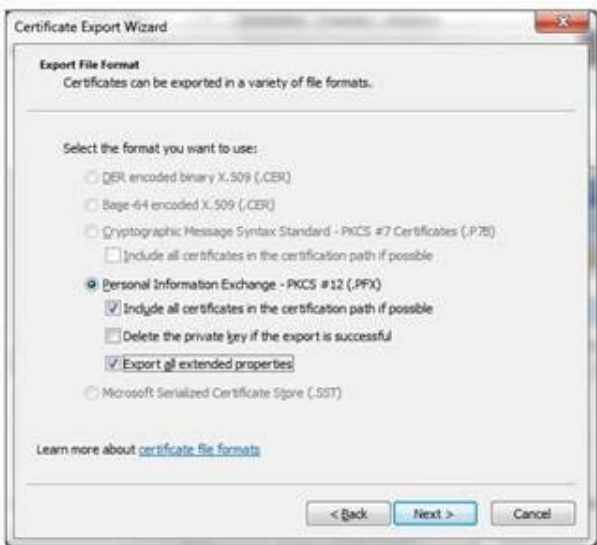 Certificate Export Wizard
Export File Format
Certificates can be exported in a variety of file formats.
Select the format you want to use:
DER encoded binary X.509 (.CER)
Base-64 encoded X.509 (.CER)
Cryptographic Message Syntax Standard - PKCS #7 Certificates (.P7B)
Include all certificates in the certification path if possible
Personal Information Exchange - PKCS #12 (.PFX)
Include all certificates in the certification path if possible
Delete the private key if the export is successful
Export all extended properties
Microsoft Serialized Certificate Store (.SST)
Learn more about certificate file formats
< Back Next > Cancel